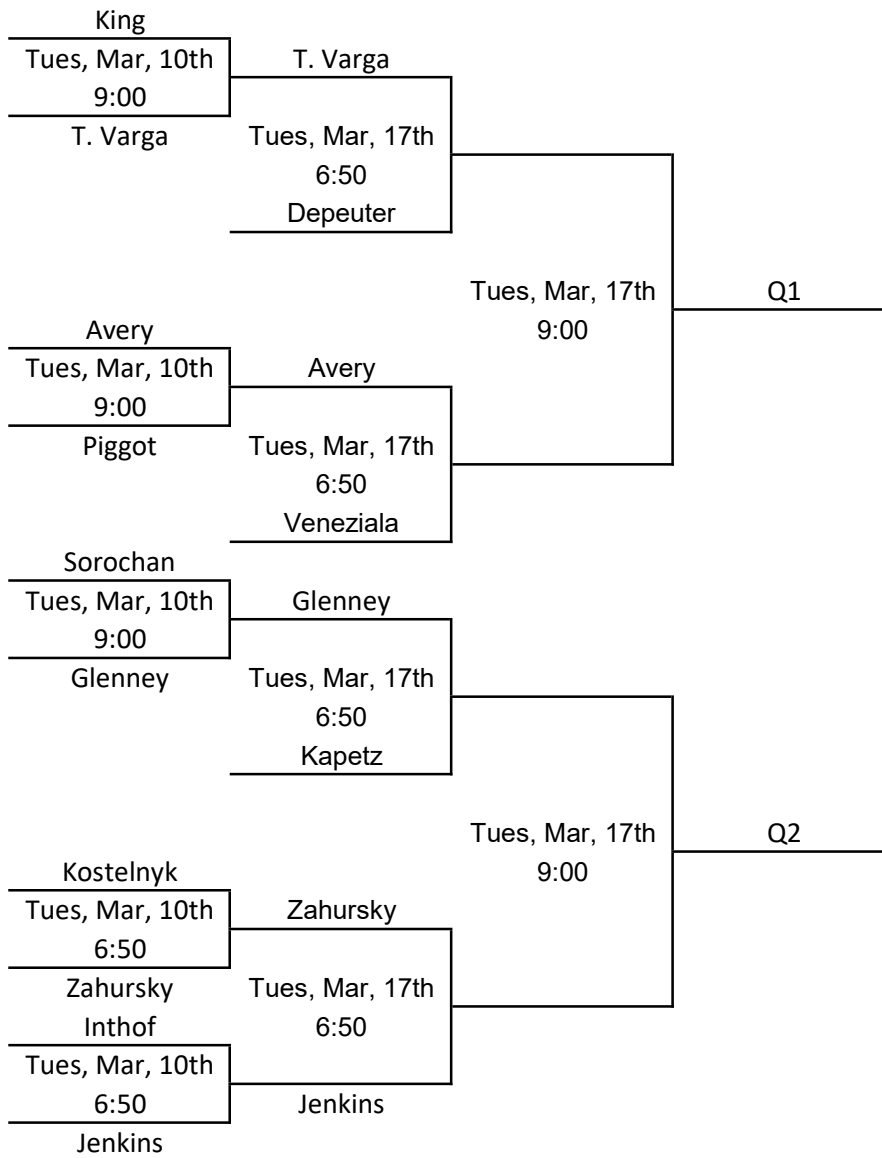 King
Tues, Mar, 10th
T. Varga
9:00
T. Varga
Tues, Mar, 17th
6:50
Depeuter
Tues, Mar, 17th
Q1
9:00
Avery
Tues, Mar, 10th
Avery
9:00
Piggot
Tues, Mar, 17th
6:50
Veneziala
Sorochan
Tues, Mar, 10th
Glenney
9:00
Glenney
Tues, Mar, 17th
6:50
Kapetz
Tues, Mar, 17th
Q2
9:00
Kostelnyk
Tues, Mar, 10th
Zahursky
6:50
Zahursky
Tues, Mar, 17th
Inthof
6:50
Tues, Mar, 10th
6:50
Jenkins
Jenkins